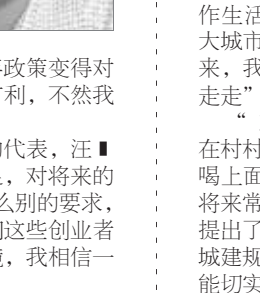 政策变得对
利，不然我
代表，汪▮
，对将来的
么别的要求，
这些创业者
，我相信一
作生活
大城市
来，我
走走”
“
在村村
喝上面
将来常
提出了
城建规
能切实